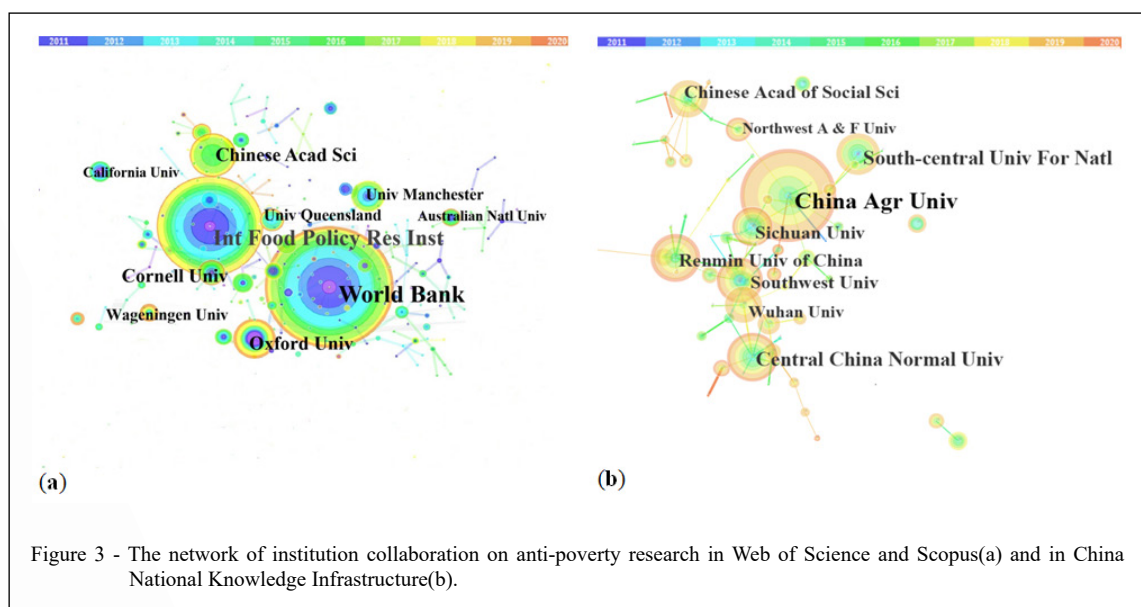 2011 2012 2013 2014 2015 2016 2017 2018 2019 2020
Chinese Acad Sci
California Univ
Univ Manchester
Univ Queensland
Australian Natl Univ
Int Food Policy Res Inst
Cornell Univ
World Bank
Wageningen Univ
Oxford Univ
(a)
2011 2012 2013 2014 2015 2016 2017 2018 2019 2020
Chinese Acad of Social Sci
Northwest A & F Univ
South-central Univ For Natl
China Agr Univ
Sichuan Univ
Renmin Univ of China
Southwest Univ
Wuhan Univ
Central China Normal Univ
(b)
Figure 3 - The network of institution collaboration on anti-poverty research in Web of Science and Scopus(a) and in China
National Knowledge Infrastructure(b).